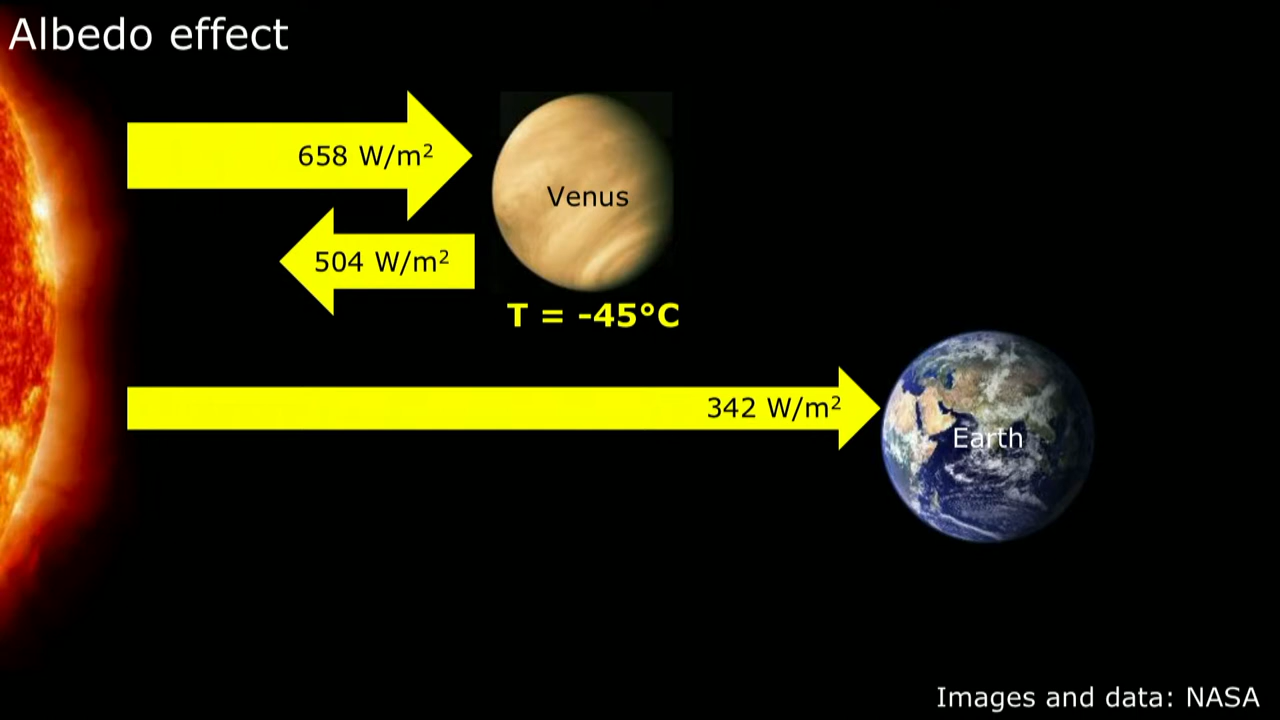 Albedo effect
658 W/m²
Venus
504 W/m²
T = -45°C
342 W/m²
Earth
Images and data: NASA